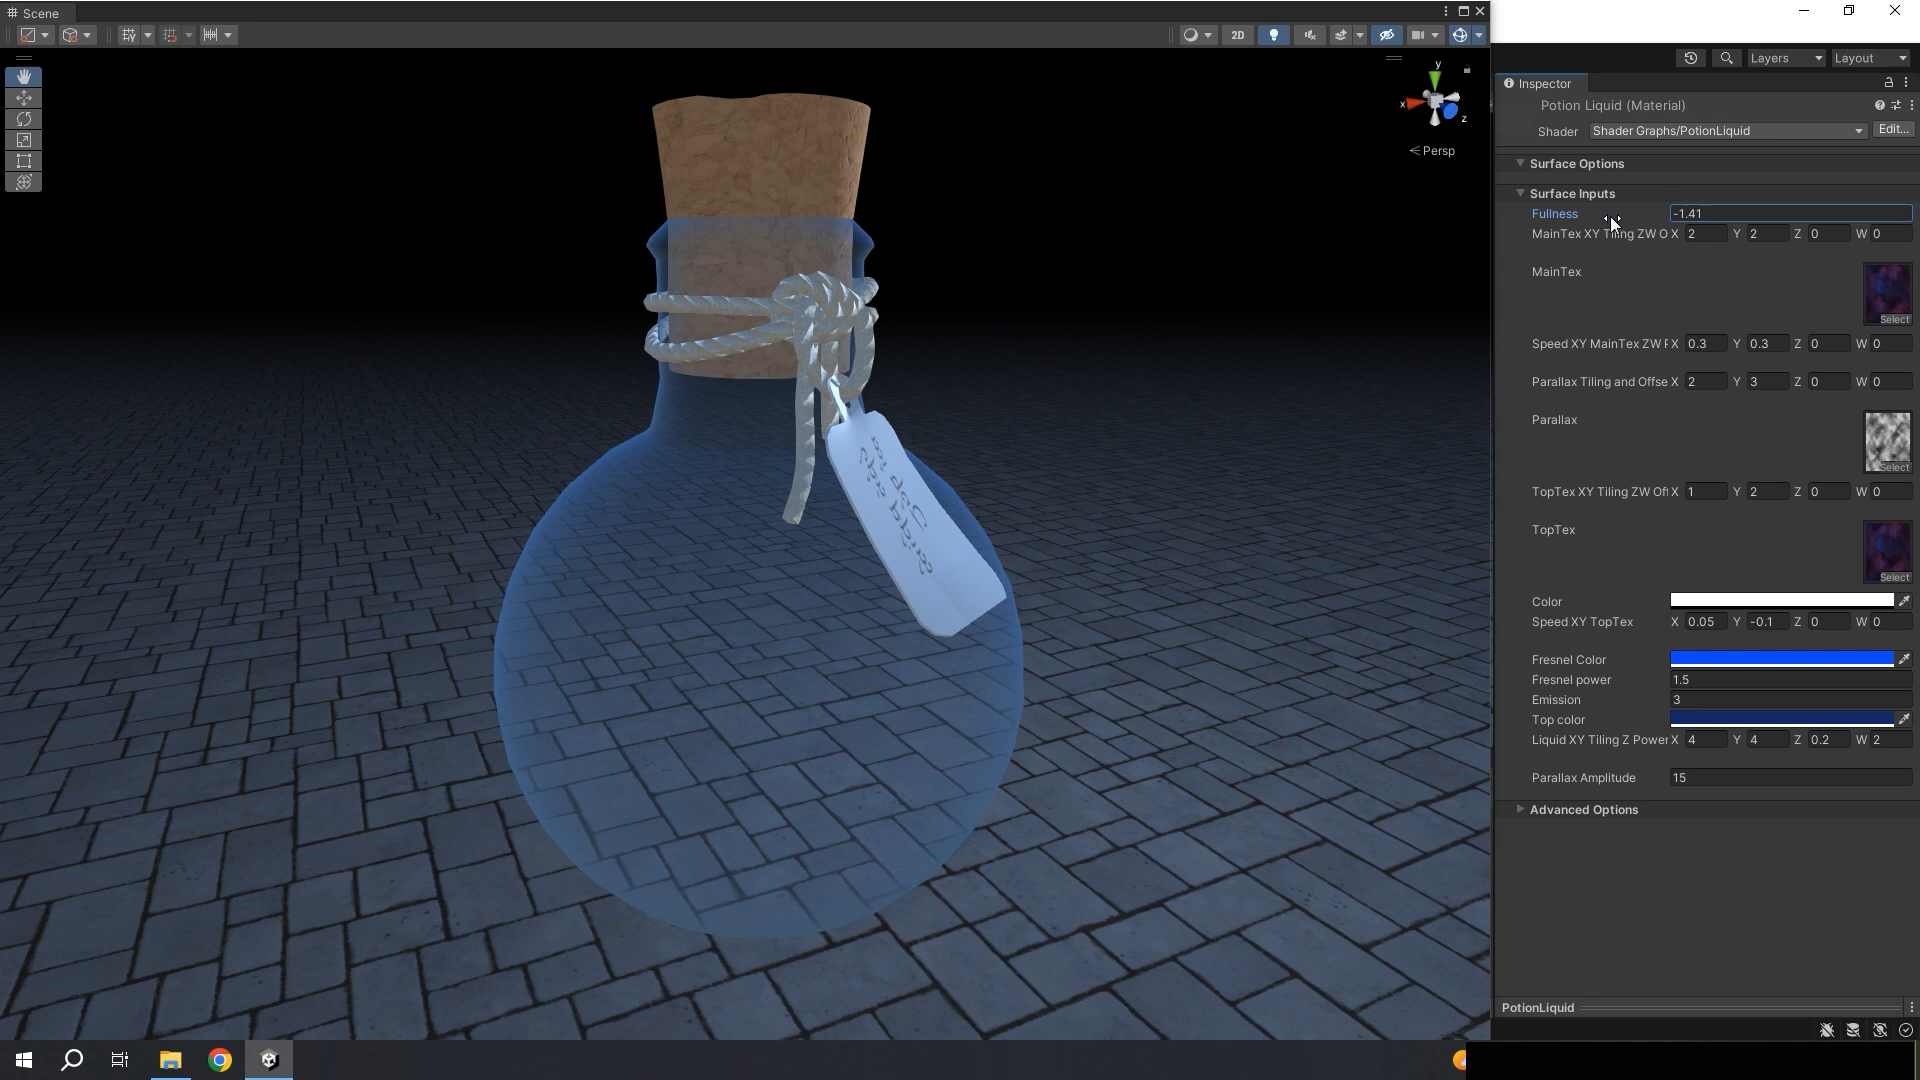 Scene
2D
Layers
Layout
y
x
z
Persp
Inspector
Potion Liquid (Material)
Shader
Shader Graphs/PotionLiquid
Edit...
Surface Options
Surface Inputs
Fullness
-1.41
MainTex XY Tiling ZW O X 2 Y 2 Z 0 W 0
MainTex
Select
Speed XY MainTex ZW F X 0.3 Y 0.3 Z 0 W 0
Parallax Tiling and Offse X 2 Y 3 Z 0 W 0
Parallax
Select
TopTex XY Tiling ZW Of X 1 Y 2 Z 0 W 0
TopTex
Select
Color
Speed XY TopTex X 0.05 Y -0.1 Z 0 W 0
Fresnel Color
Fresnel power 1.5
Emission 3
Top color
Liquid XY Tiling Z Power X 4 Y 4 Z 0.2 W 2
Parallax Amplitude 15
Advanced Options
PotionLiquid